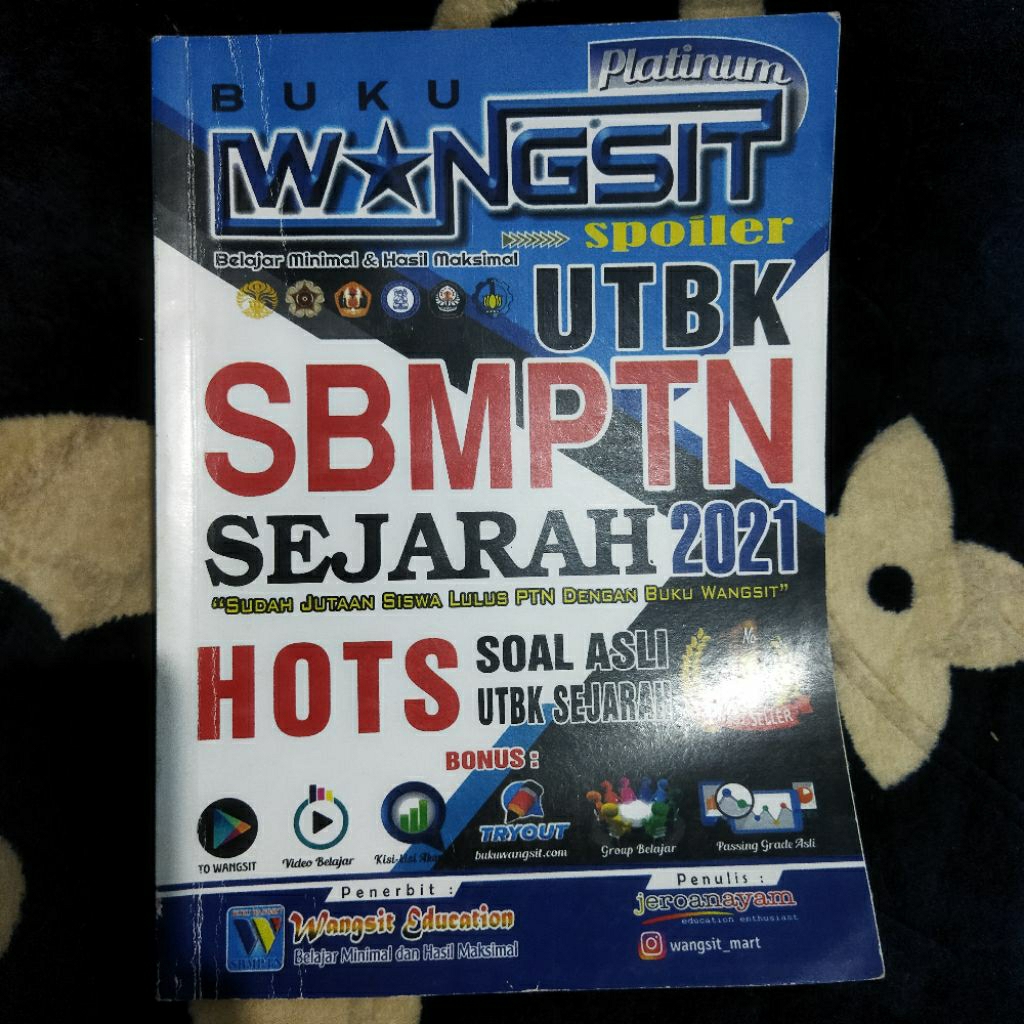 Platinum
BUKU
WANGSIT
spoiler
Belajar Minimal & Hasil Maksimal
UTBK
SBMPTN
SEJARAH 2021
"SUDAH JUTAAN SISWA LULUS PTN DENGAN BUKU WANGSIT"
HOTS
SOAL ASLI
UTBK SEJARAH
No
SELLER
BONUS :
TO WANGSIT
Video Belajar
TRYOUT
bukuwangsit.com
Group Belajar
Passing Grade Asli
Penerbit :
SBMPTN
Wangsit Education
Belajar Minimal dan Hasil Maksimal
Penulis :
jeroanayam
education enthusiast
wangsit_mart